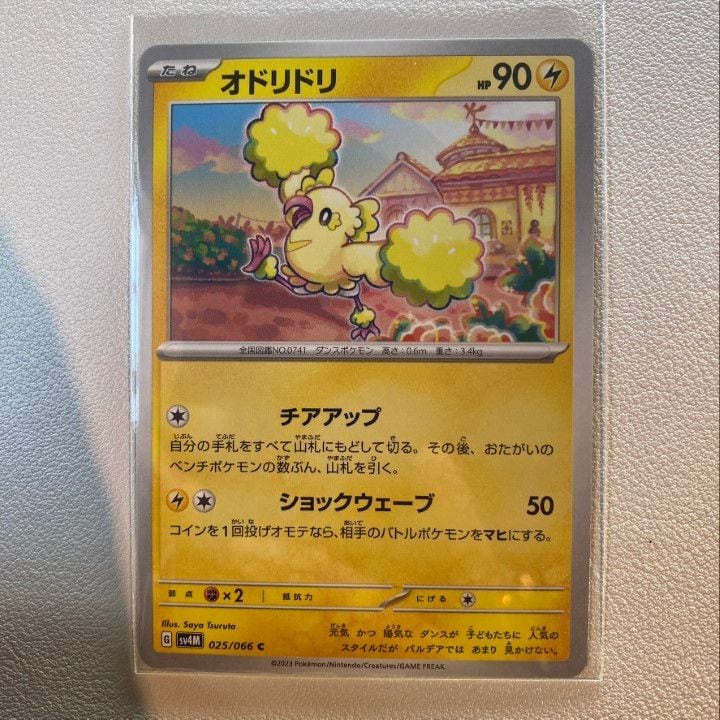 たね
オドリドリ
HP 90
全国図鑑NO.0741 ダンスポケモン 高さ:0.6m 重さ:3.4kg
チアアップ
自分の手札をすべて山札にもどして切る。その後、おたがいの
ベンチポケモンの数ぶん、山札を引く。
ショックウェーブ 50
コインを1回投げオモテなら、相手のバトルポケモンをマヒにする。
弱点 ×2 抵抗力 にげる
Illus. Saya Tsuruta
G SV4M 025/066 C
元気 かつ 陽気な ダンスが 子どもたちに 人気の
スタイルだが パルデアでは あまり 見かけない。
©2023 Pokémon/Nintendo/Creatures/GAME FREAK.